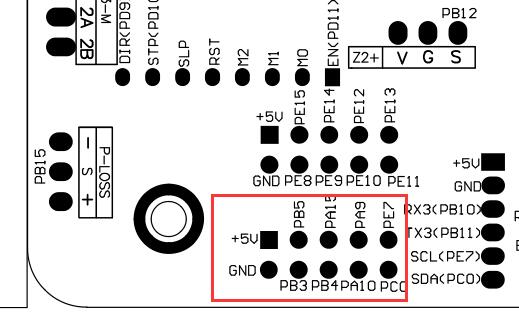 2A
2B
S-M
DIR(PD9
STP(PD10
SLP
RST
M2
M1
M0
EN(PD11)
PB12
Z2+
V G S
+5V
PE15
PE14
PE12
PE13
GND PE8 PE9 PE10 PE11
PB15
- S +
P-LOSS
+5V
GND
RX3(PB10)
TX3(PB11)
SCL(PE7)
SDA(PC0)
+5V
PB5
PA15
PA9
PE7
GND
PB3 PB4 PA10 PC0